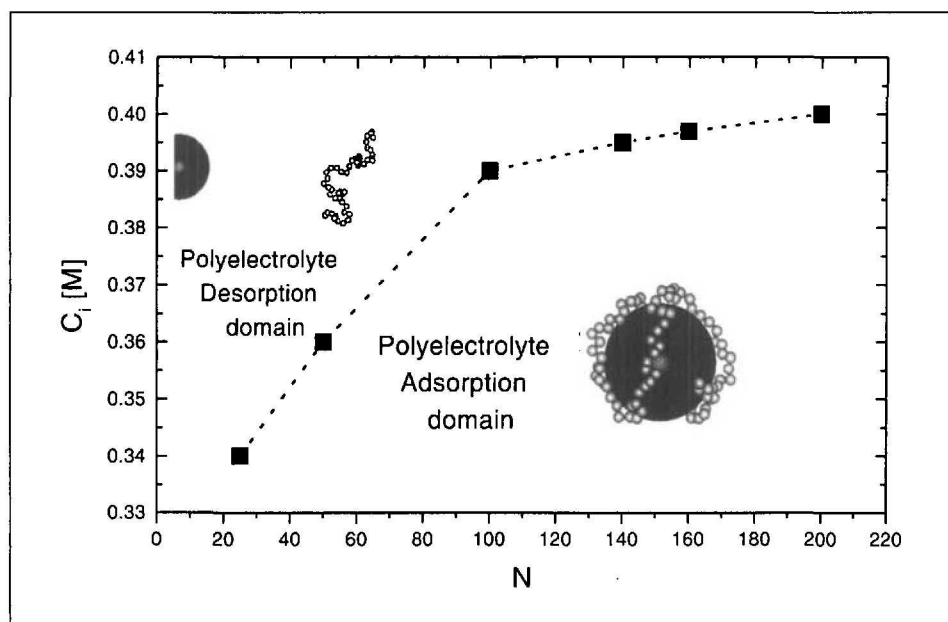 0.41
0.40
0.39
0.38
0.37
0.36
0.35
0.34
0.33
C_i [M]
Polyelectrolyte
Desorption
domain
Polyelectrolyte
Adsorption
domain
0 20 40 60 80 100 120 140 160 180 200 220
N